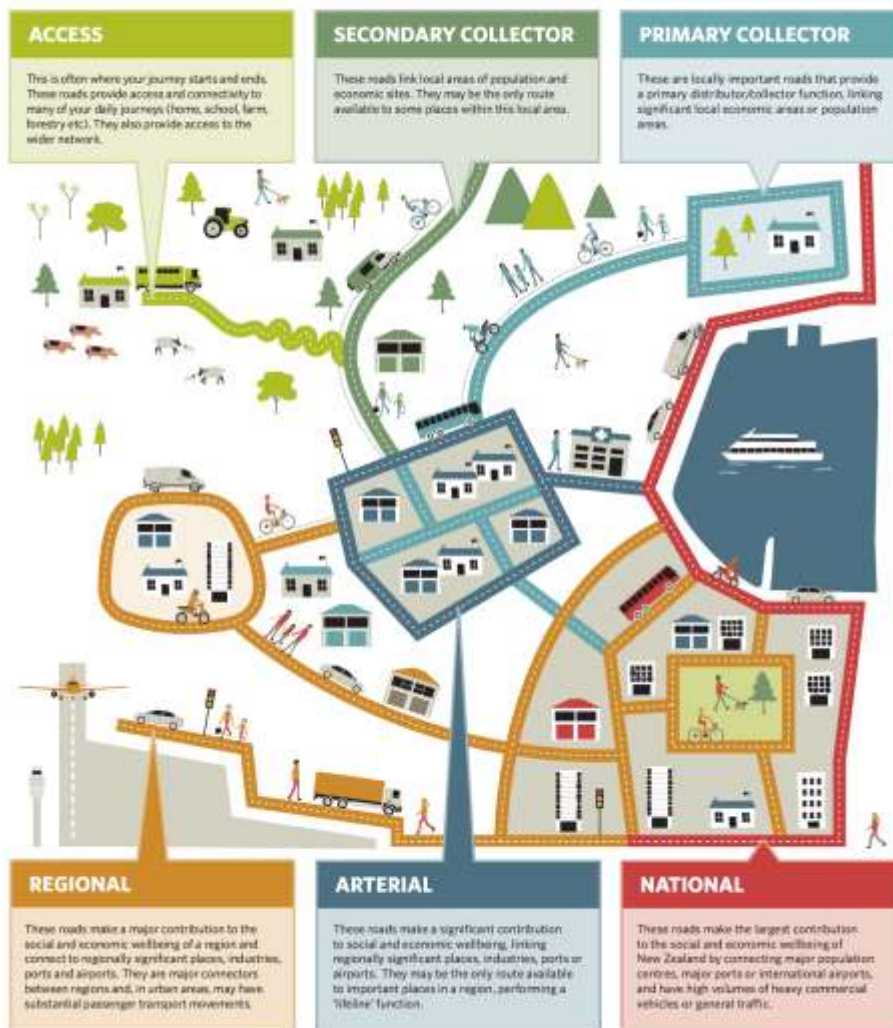 ACCESS
This is often where your journey starts and ends.
These roads provide access and connectivity to
many of your daily journeys (home, school, farm,
forestry etc). They also provide access to the
wider network.
SECONDARY COLLECTOR
These roads link local areas of population and
economic sites. They may be the only route
available to some places within this local area.
PRIMARY COLLECTOR
These are locally important roads that provide
a primary distributor/collector function, linking
significant local economic areas or population
areas.
REGIONAL
These roads make a major contribution to the
social and economic wellbeing of a region and
connect to regionally significant places, industries,
ports and airports. They are major connectors
between regions and, in urban areas, may have
substantial passenger transport movements.
ARTERIAL
These roads make a significant contribution
to social and economic wellbeing, linking
regionally significant places, industries, ports or
airports. They may be the only route available
to important places in a region, performing a
'lifeline' function.
NATIONAL
These roads make the largest contribution
to the social and economic wellbeing of
New Zealand by connecting major population
centres, major ports or international airports,
and have high volumes of heavy commercial
vehicles or general traffic.